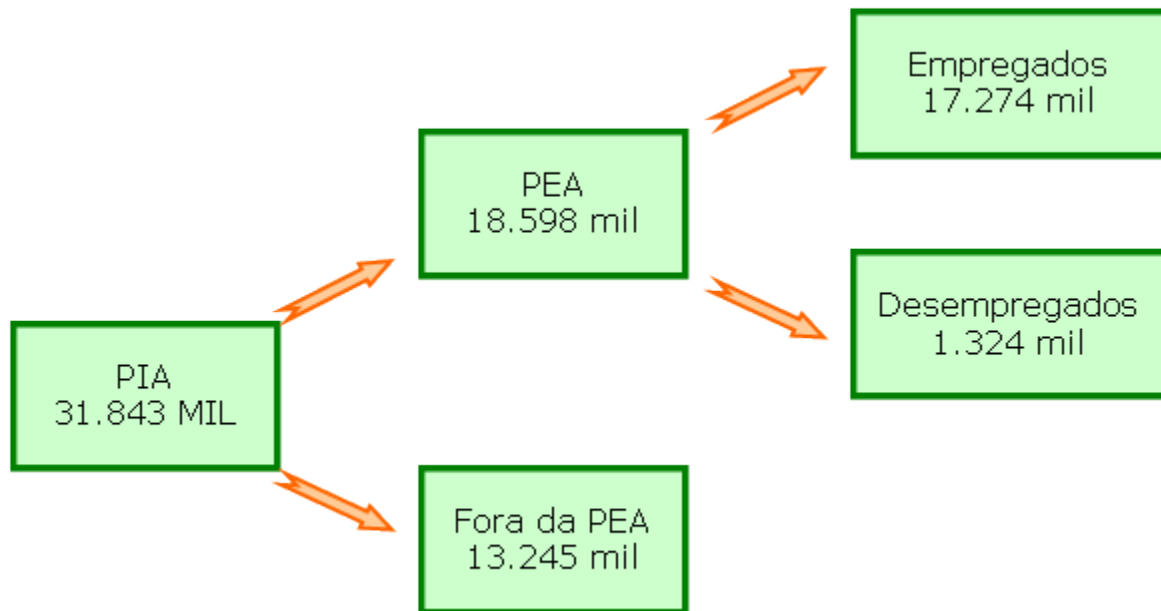 PIA
31.843 MIL
PEA
18.598 mil
Fora da PEA
13.245 mil
Empregados
17.274 mil
Desempregados
1.324 mil